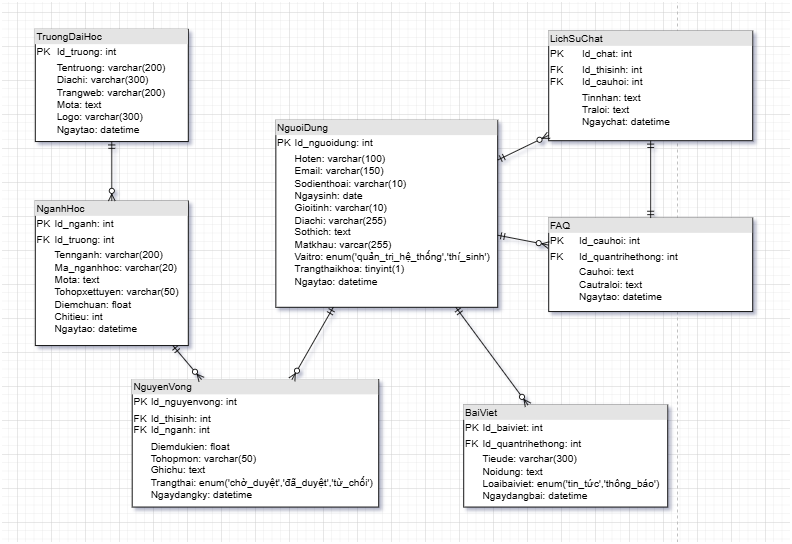 TruongDaiHoc
PK Id_truong: int
Tentruong: varchar(200)
Diachi: varchar(300)
Trangweb: varchar(200)
Mota: text
Logo: varchar(300)
Ngaytao: datetime
NganhHoc
PK Id_nganh: int
FK Id_truong: int
Tennganh: varchar(200)
Ma_nganhhoc: varchar(20)
Mota: text
Tohopxettuyen: varchar(50)
Diemchuan: float
Chitieu: int
Ngaytao: datetime
NguyenVong
PK Id_nguyenvong: int
FK Id_thisinh: int
FK Id_nganh: int
Diemdukien: float
Tohopmon: varchar(50)
Ghichu: text
Trangthai: enum('chờ_duyệt','đã_duyệt','từ_chối')
Ngaydangky: datetime
NguoiDung
PK Id_nguoidung: int
Hoten: varchar(100)
Email: varchar(150)
Sodienthoai: varchar(10)
Ngaysinh: date
Gioitinh: varchar(10)
Diachi: varchar(255)
Sothich: text
Matkhau: varcar(255)
Vaitro: enum('quản_trị_hệ_thống','thí_sinh')
Trangthaikhoa: tinyint(1)
Ngaytao: datetime
LichSuChat
PK Id_chat: int
FK Id_thisinh: int
FK Id_cauhoi: int
Tinnhan: text
Traloi: text
Ngaychat: datetime
FAQ
PK Id_cauhoi: int
FK Id_quantrihethong: int
Cauhoi: text
Cautraloi: text
Ngaytao: datetime
BaiViet
PK Id_baiviet: int
FK Id_quantrihethong: int
Tieude: varchar(300)
Noidung: text
Loaibaiviet: enum('tin_tức','thông_báo')
Ngaydangbai: datetime